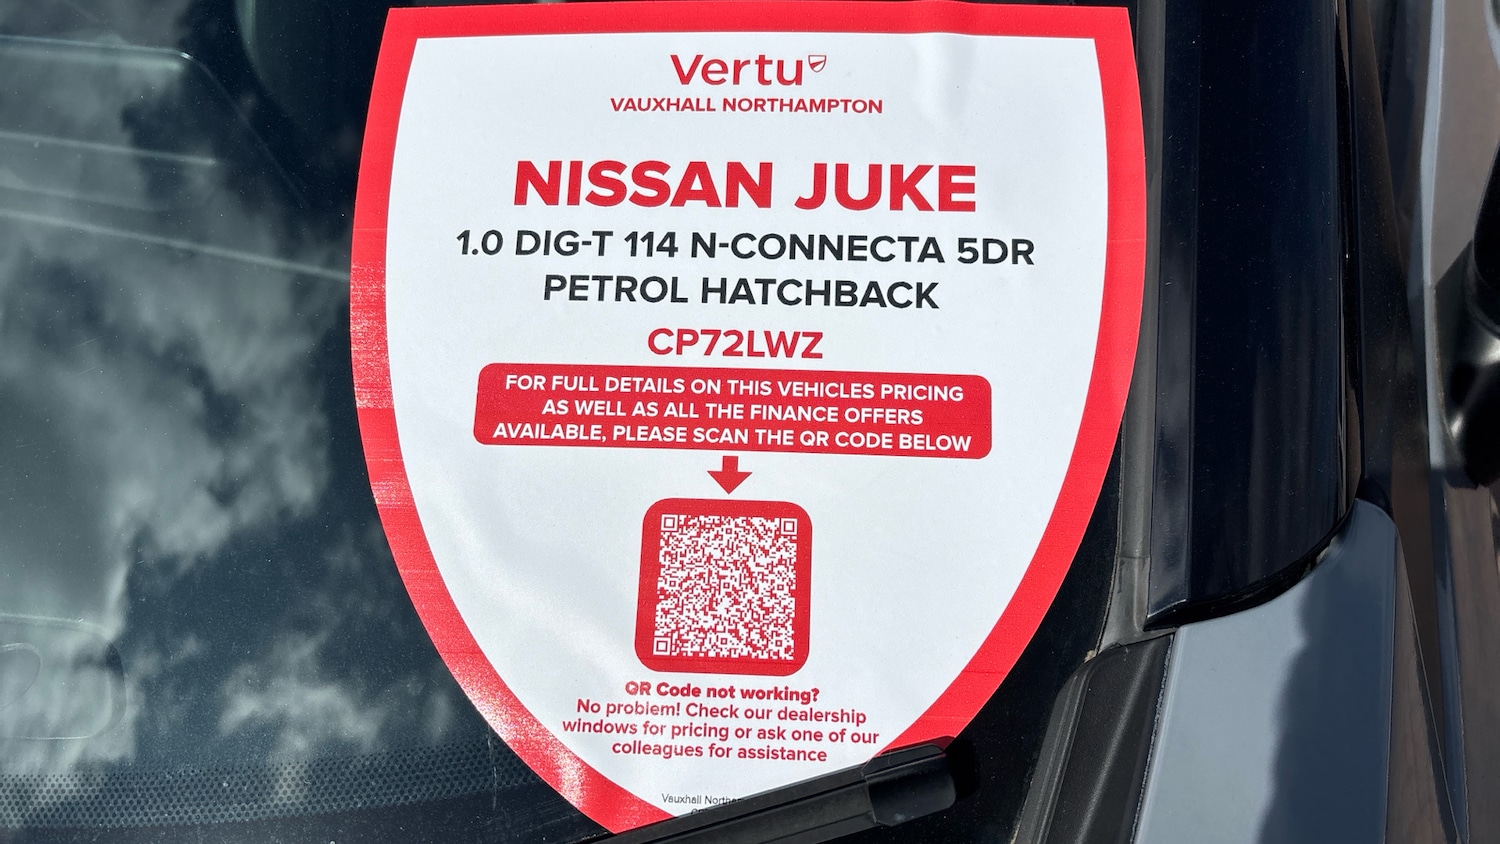 Vertu
VAUXHALL NORTHAMPTON
NISSAN JUKE
1.0 DIG-T 114 N-CONNECTA 5DR
PETROL HATCHBACK
CP72LWZ
FOR FULL DETAILS ON THIS VEHICLES PRICING
AS WELL AS ALL THE FINANCE OFFERS
AVAILABLE, PLEASE SCAN THE QR CODE BELOW
QR Code not working?
No problem! Check our dealership
windows for pricing or ask one of our
colleagues for assistance
Vauxhall